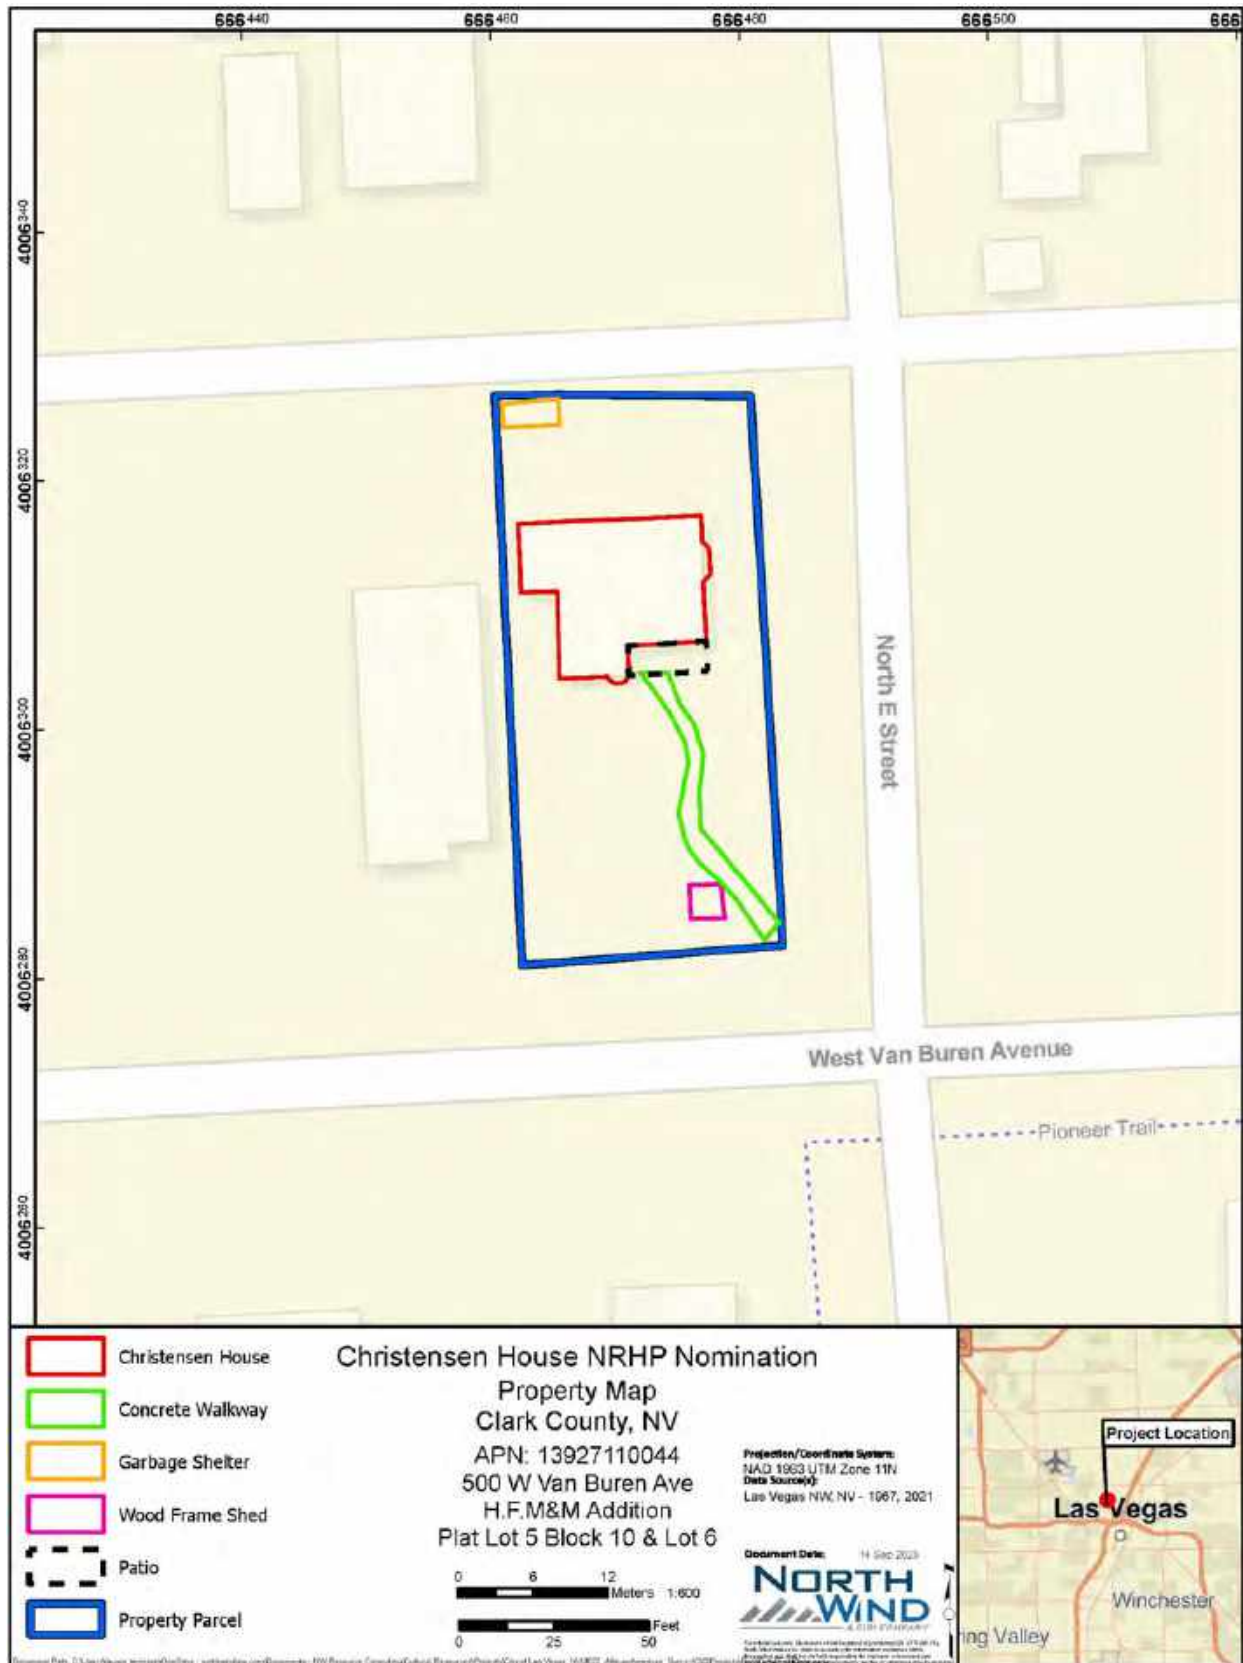 666440 666460 666480 666500 666
4006340
4006320
4006300
4006280
4006260
North E Street
West Van Buren Avenue
Pioneer Trail
Christensen House
Concrete Walkway
Garbage Shelter
Wood Frame Shed
Patio
Property Parcel
Christensen House NRHP Nomination
Property Map
Clark County, NV
APN: 13927110044
500 W Van Buren Ave
H.F.M&M Addition
Plat Lot 5 Block 10 & Lot 6
0 6 12
Meters 1:600
Feet
0 25 50
Projection/Coordinate System:
NAD 1983 UTM Zone 11N
Data Source(s):
Las Vegas NW, NV - 1967, 2021
Document Date: 14 Sep 2023
NORTH
WIND
Project Location
Las Vegas
Winchester
ing Valley